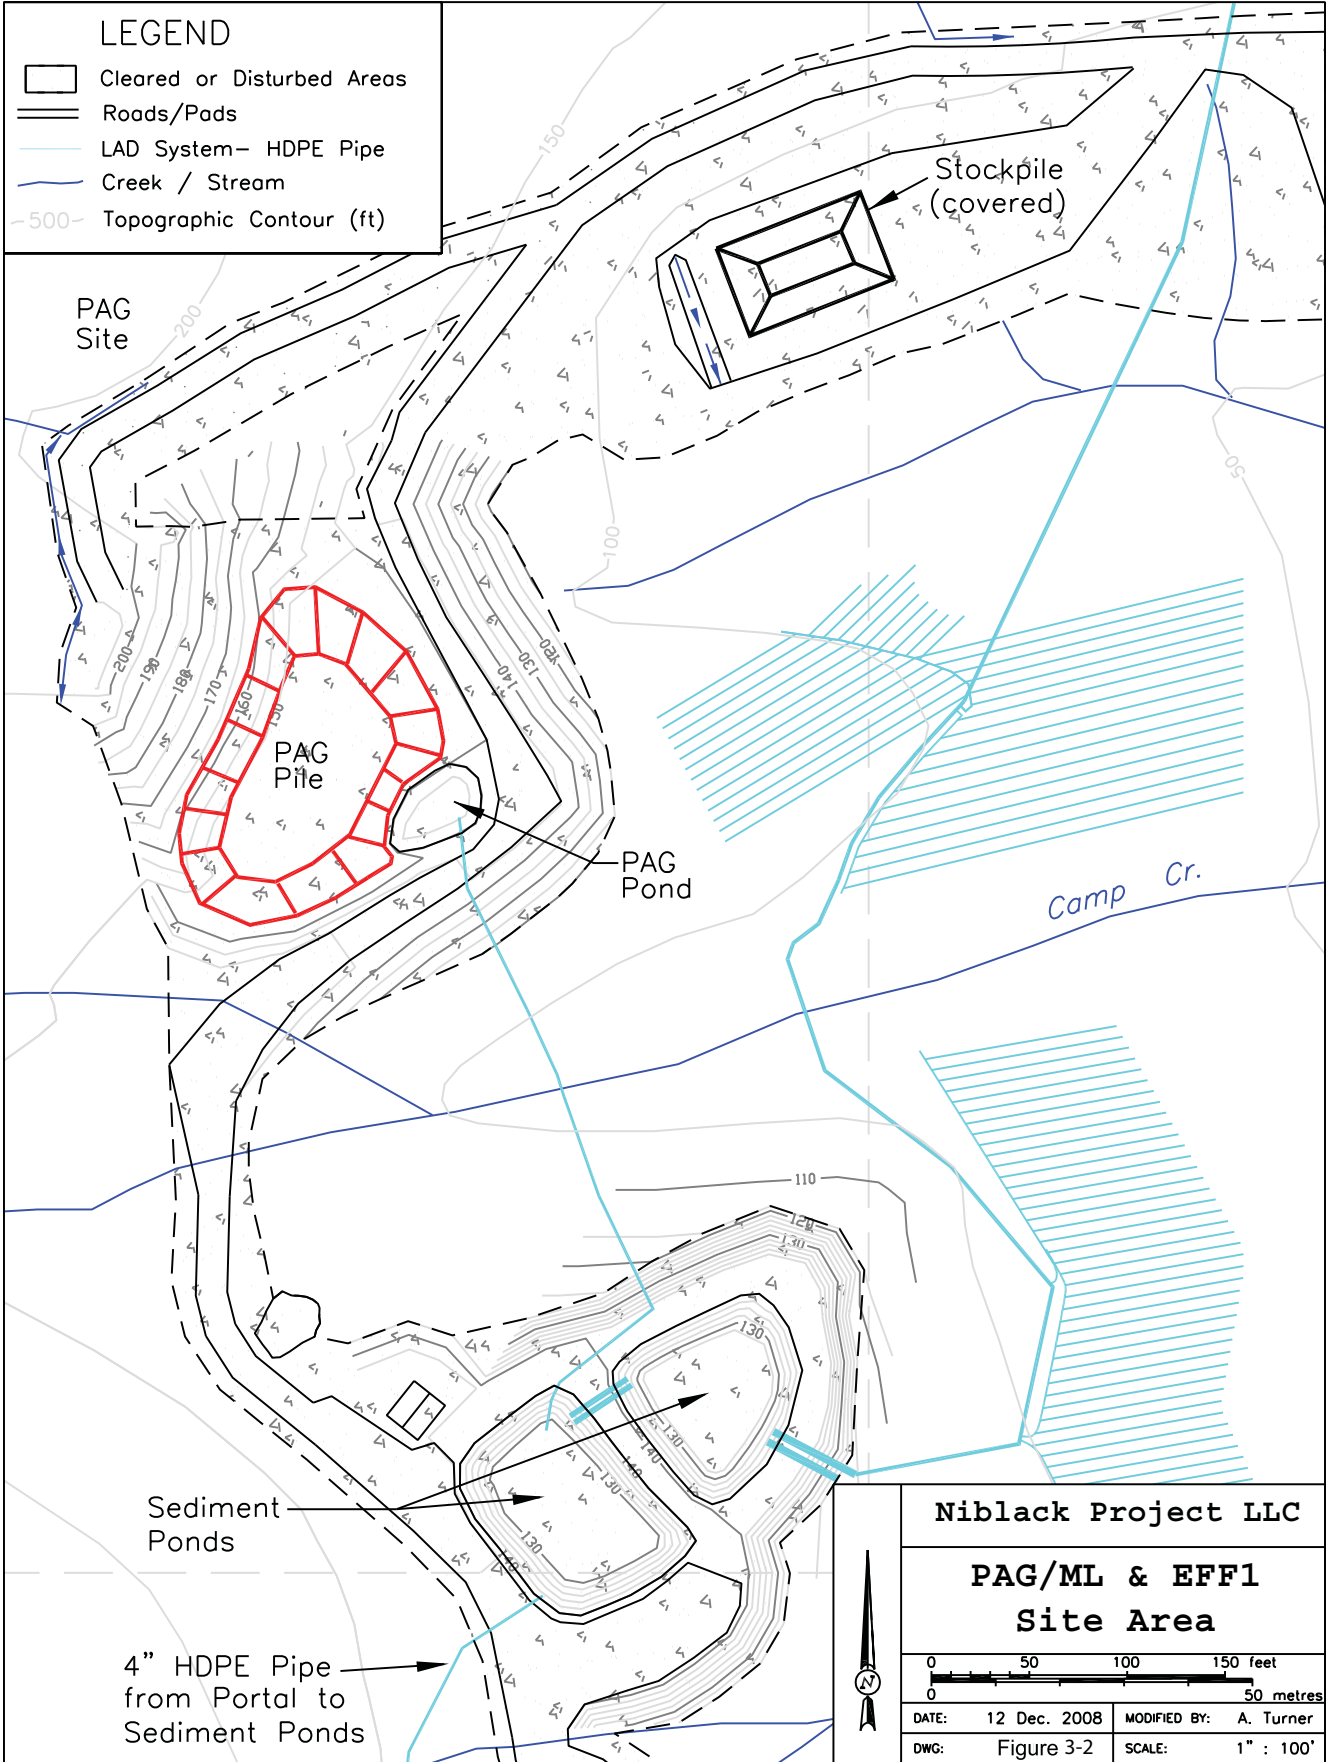 LEGEND
Cleared or Disturbed Areas
Roads/Pads
LAD System- HDPE Pipe
Creek / Stream
500 Topographic Contour (ft)
150
Stockpile
(covered)
PAG
Site
200
50
100
200
190
180
170
160
150
140
130
120
PAG
Pile
PAG
Pond
Camp Cr.
110
120
130
130
130
140
140
130
130
140
Sediment
Ponds
4" HDPE Pipe
from Portal to
Sediment Ponds
N
Niblack Project LLC
PAG/ML & EFF1
Site Area
0 50 100 150 feet
0 50 metres
DATE: 12 Dec. 2008 MODIFIED BY: A. Turner
DWG: Figure 3-2 SCALE: 1" : 100'